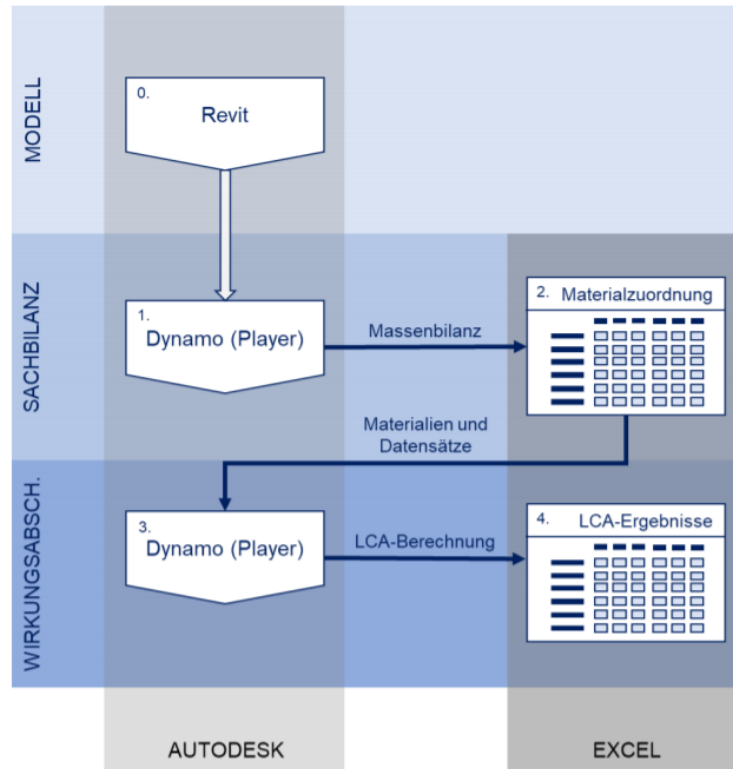 MODELL
0.
Revit
SACHBILANZ
1.
Dynamo (Player)
Massenbilanz
2. Materialzuordnung
Materialien und
Datensätze
WIRKUNGSABSCH.
3.
Dynamo (Player)
LCA-Berechnung
4. LCA-Ergebnisse
AUTODESK
EXCEL